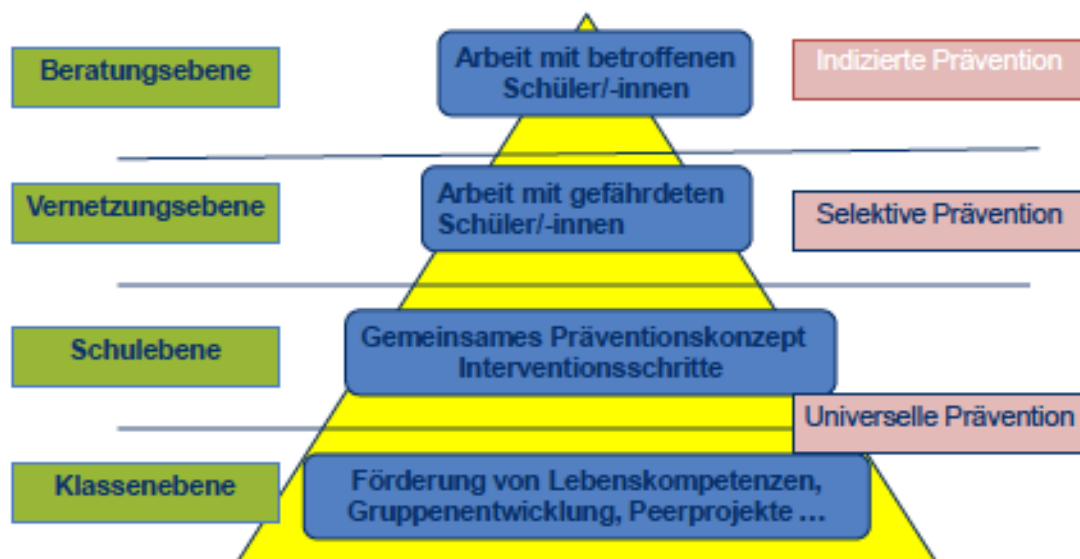 Beratungsebene
Arbeit mit betroffenen
Schüler/-innen
Indizierte Prävention
Vernetzungsebene
Arbeit mit gefährdeten
Schüler/-innen
Selektive Prävention
Schulebene
Gemeinsames Präventionskonzept
Interventionsschritte
Universelle Prävention
Klassenebene
Förderung von Lebenskompetenzen,
Gruppenentwicklung, Peerprojekte ...